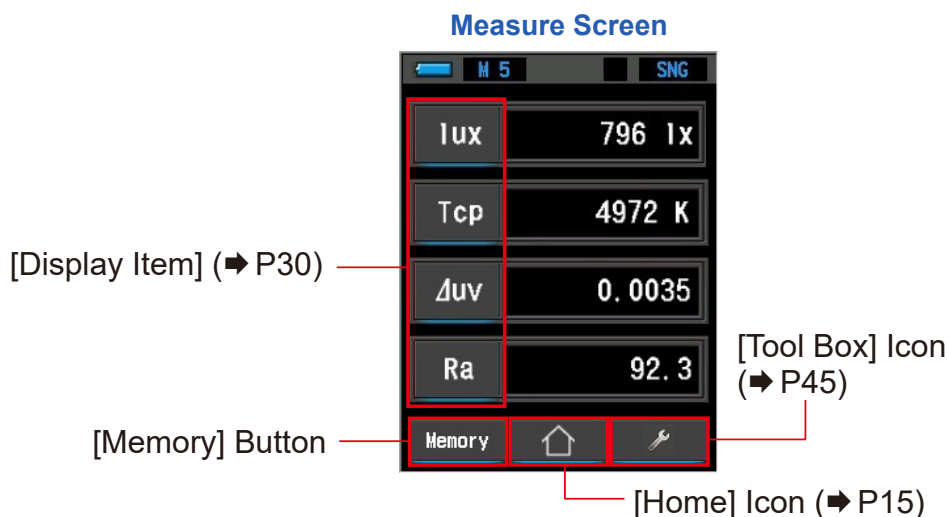 Measure Screen
M 5 SNG
lux 796 lx
Tcp 4972 K
[Display Item] (➡ P30)
⊿uv 0.0035
[Tool Box] Icon
(➡ P45)
Ra 92.3
[Memory] Button
Memory
[Home] Icon (➡ P15)